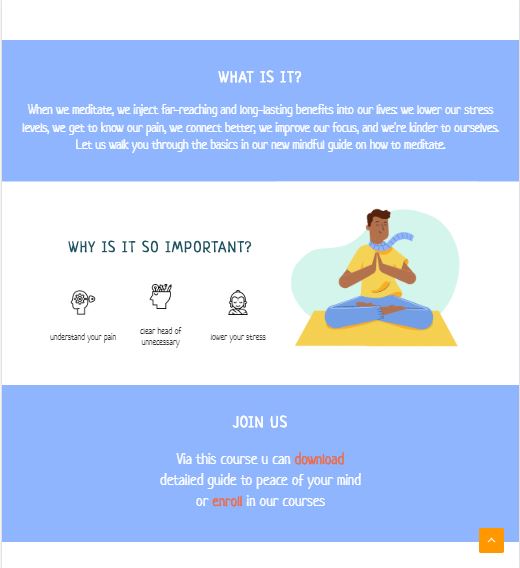 WHAT IS IT?
When we meditate, we inject far-reaching and long-lasting benefits into our lives: we lower our stress
levels, we get to know our pain, we connect better, we improve our focus, and we're kinder to ourselves.
Let us walk you through the basics in our new mindful guide on how to meditate.
WHY IS IT SO IMPORTANT?
understand your pain
clear head of
unnecessary
lower your stress
JOIN US
Via this course u can download
detailed guide to peace of your mind
or enroll in our courses